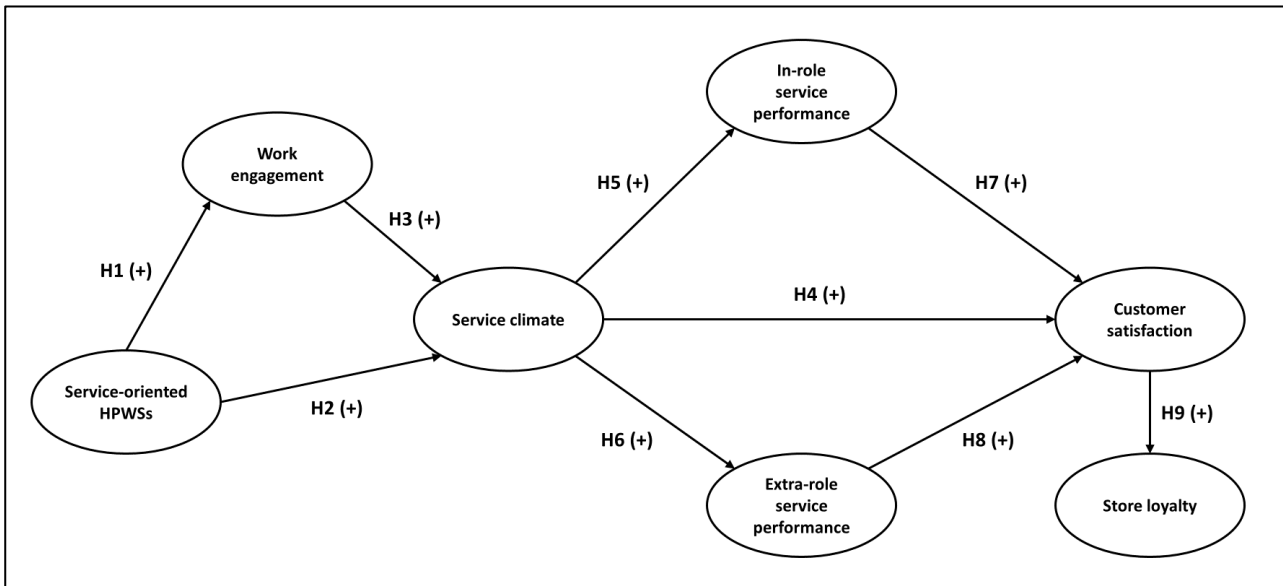 In-role
service
performance
Work
engagement
H5 (+)
H7 (+)
H3 (+)
H1 (+)
H4 (+)
Service climate
Customer
satisfaction
Service-oriented
HPWSs
H2 (+)
H9 (+)
H6 (+)
H8 (+)
Extra-role
service
performance
Store loyalty